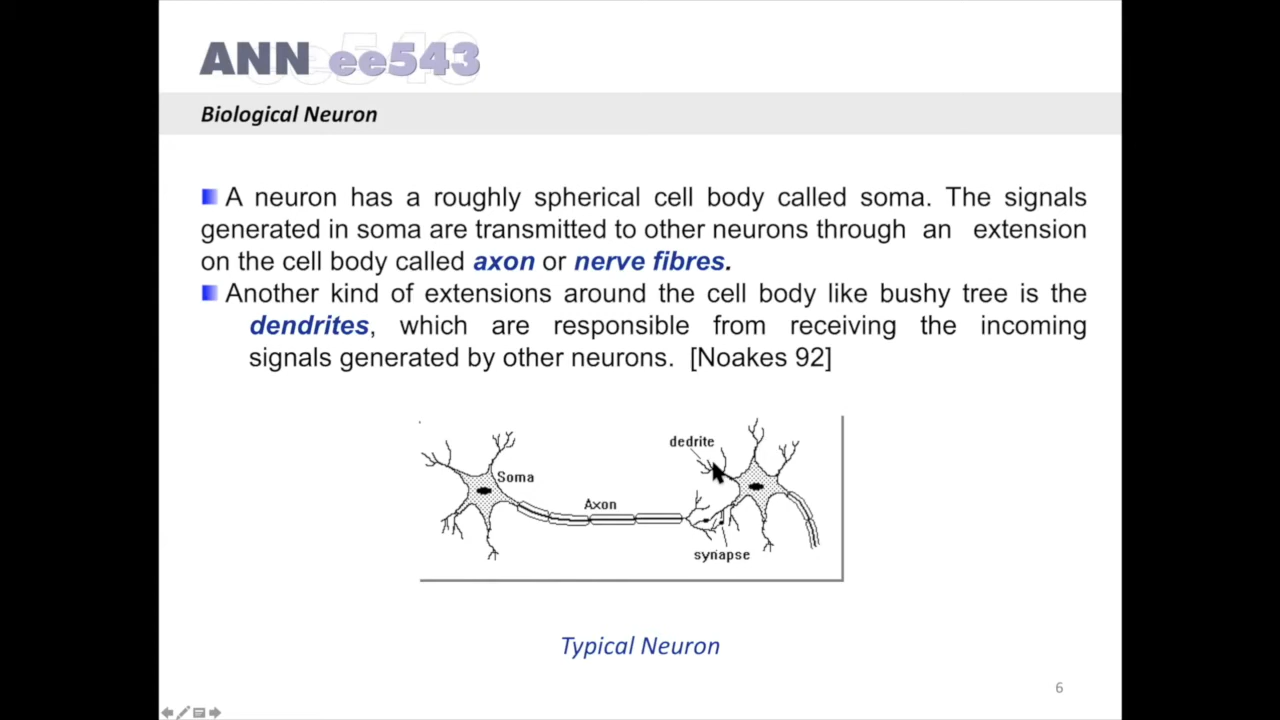 ANN ee543
Biological Neuron
A neuron has a roughly spherical cell body called soma. The signals
generated in soma are transmitted to other neurons through an extension
on the cell body called axon or nerve fibres.
Another kind of extensions around the cell body like bushy tree is the
dendrites, which are responsible from receiving the incoming
signals generated by other neurons. [Noakes 92]
dedrite
Soma
Axon
synapse
Typical Neuron
6